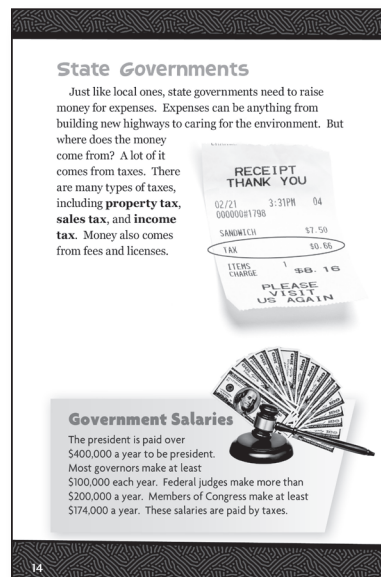 State Governments
Just like local ones, state governments need to raise
money for expenses. Expenses can be anything from
building new highways to caring for the environment. But
where does the money
come from? A lot of it
comes from taxes. There
are many types of taxes,
including property tax,
sales tax, and income
tax. Money also comes
from fees and licenses.
RECEIPT
THANK YOU
02/21 3:31PM 04
000000#1798
SANDWICH $7.50
TAX $0.66
ITEMS 1
CHARGE $8.16
PLEASE
VISIT
US AGAIN
Government Salaries
The president is paid over
$400,000 a year to be president.
Most governors make at least
$100,000 each year. Federal judges make more than
$200,000 a year. Members of Congress make at least
$174,000 a year. These salaries are paid by taxes.
14